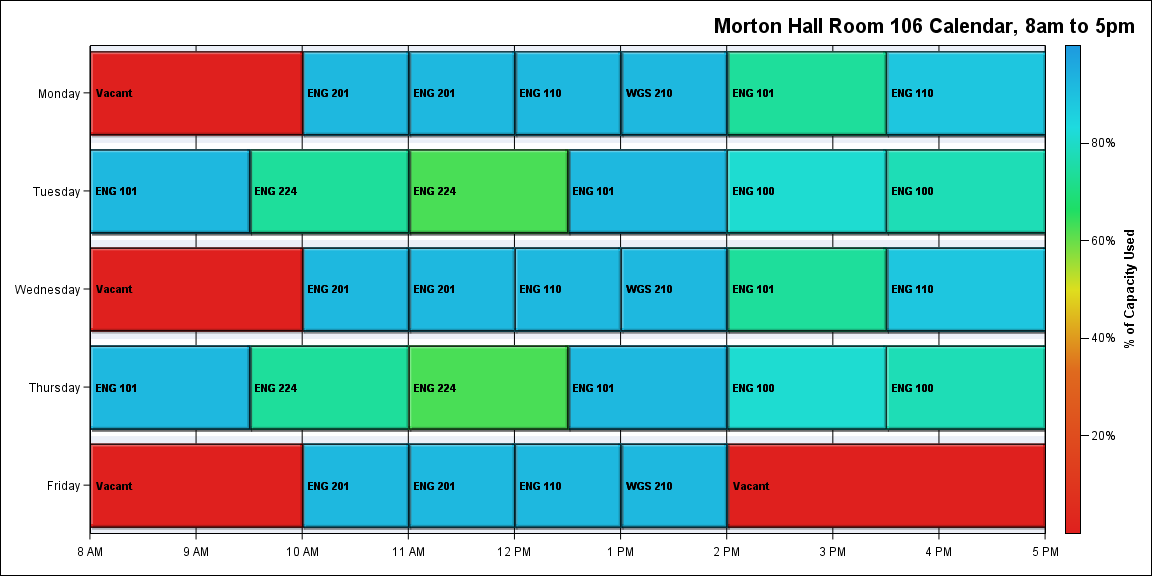 Morton Hall Room 106 Calendar, 8am to 5pm
Monday
Vacant
ENG 201
ENG 201
ENG 110
WGS 210
ENG 101
ENG 110
Tuesday
ENG 101
ENG 224
ENG 224
ENG 101
ENG 100
ENG 100
Wednesday
Vacant
ENG 201
ENG 201
ENG 110
WGS 210
ENG 101
ENG 110
Thursday
ENG 101
ENG 224
ENG 224
ENG 101
ENG 100
ENG 100
Friday
Vacant
ENG 201
ENG 201
ENG 110
WGS 210
Vacant
8 AM
9 AM
10 AM
11 AM
12 PM
1 PM
2 PM
3 PM
4 PM
5 PM
80%
60%
40%
20%
% of Capacity Used